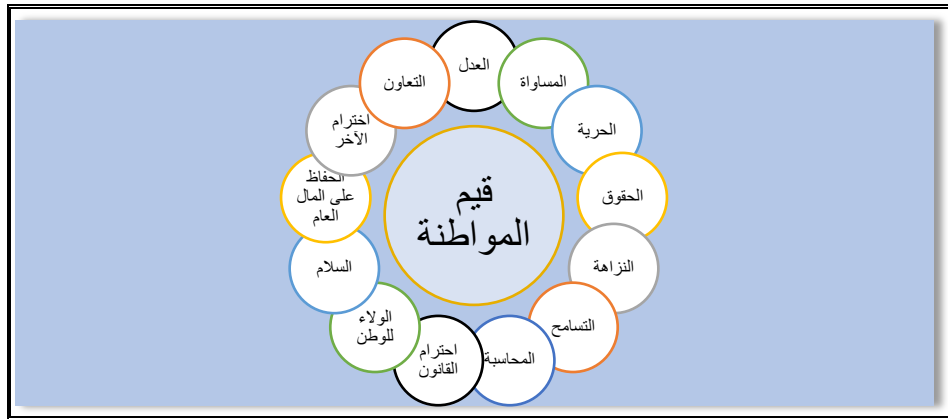 قيم
المواطنة
العدل
المساواة
الحرية
الحقوق
النزاهة
التسامح
المحاسبة
احترام
القانون
الولاء
للوطن
السلام
الحفاظ
على المال
العام
اخترام
الآخر
التعاون